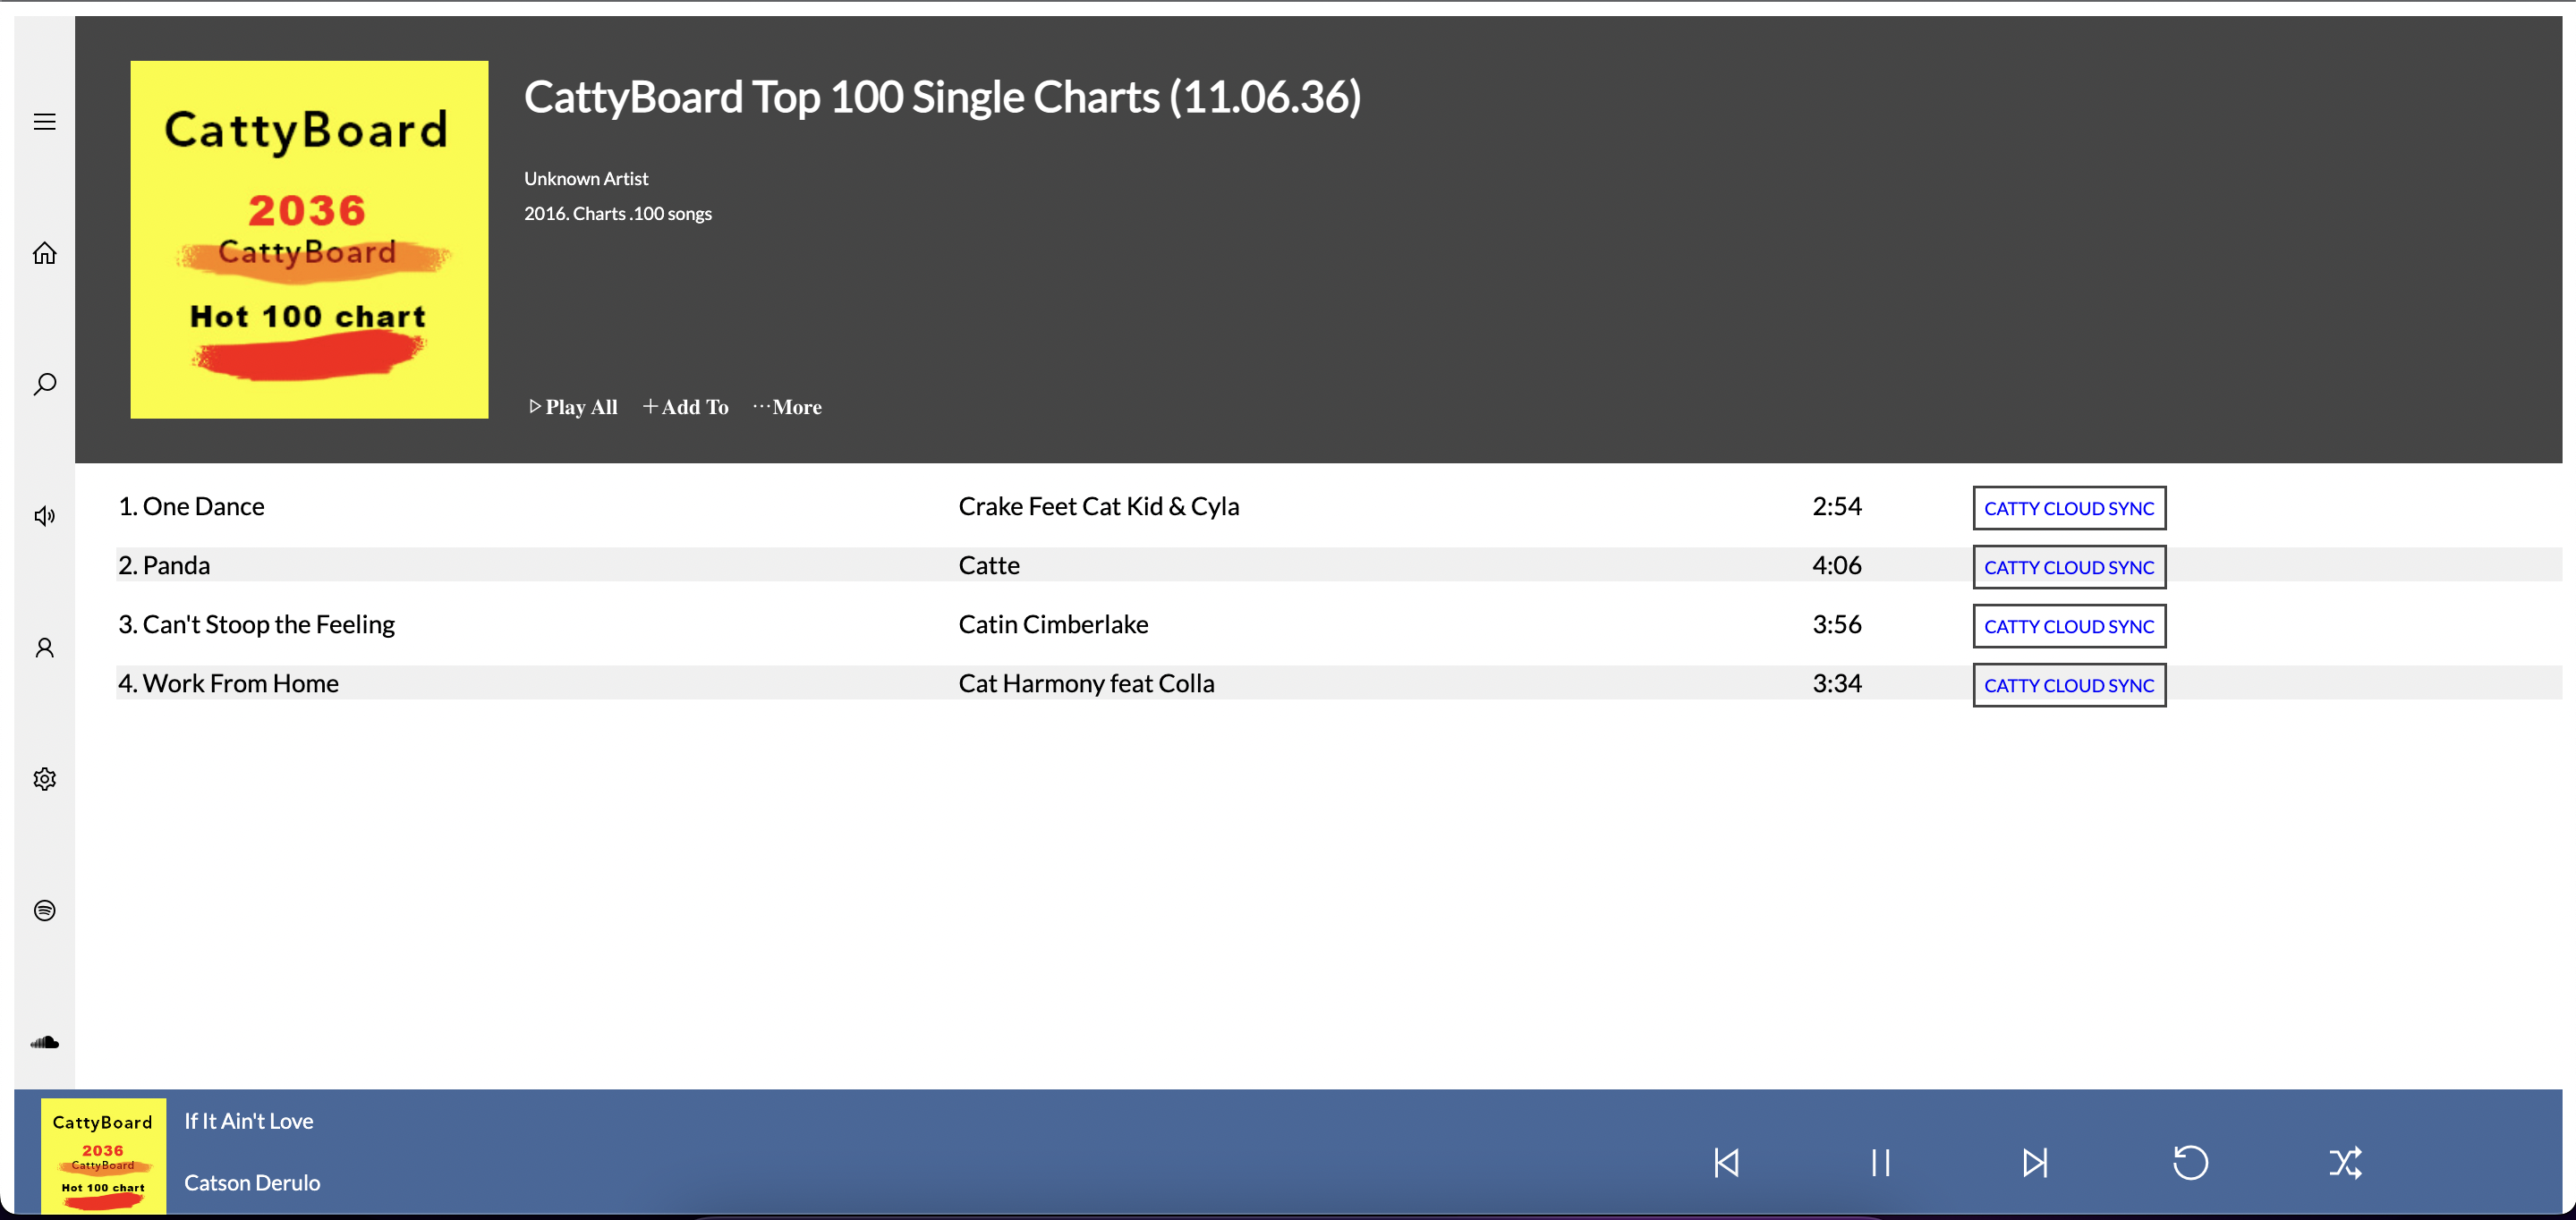 CattyBoard
2036
CattyBoard
Hot 100 chart
CattyBoard Top 100 Single Charts (11.06.36)
Unknown Artist
2016. Charts .100 songs
Play All +Add To ···More
1. One Dance Crake Feet Cat Kid & Cyla 2:54 CATTY CLOUD SYNC
2. Panda Catte 4:06 CATTY CLOUD SYNC
3. Can't Stoop the Feeling Catin Cimberlake 3:56 CATTY CLOUD SYNC
4. Work From Home Cat Harmony feat Colla 3:34 CATTY CLOUD SYNC
CattyBoard
2036
CattyBoard
Hot 100 chart
If It Ain't Love
Catson Derulo